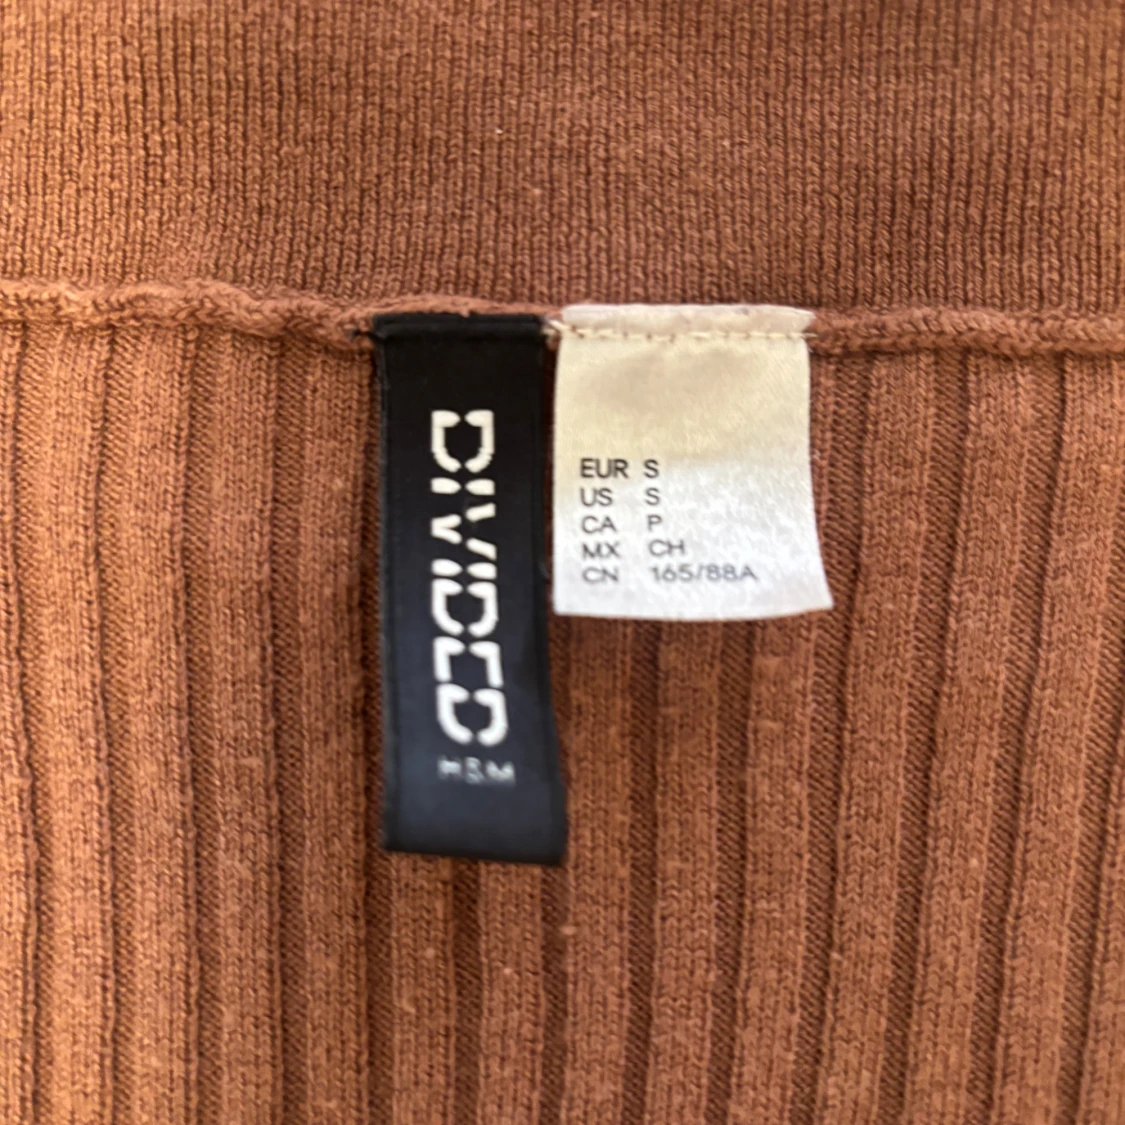 DIVIDED
H&M
EUR S
US S
CA P
MX CH
CN 165/88A